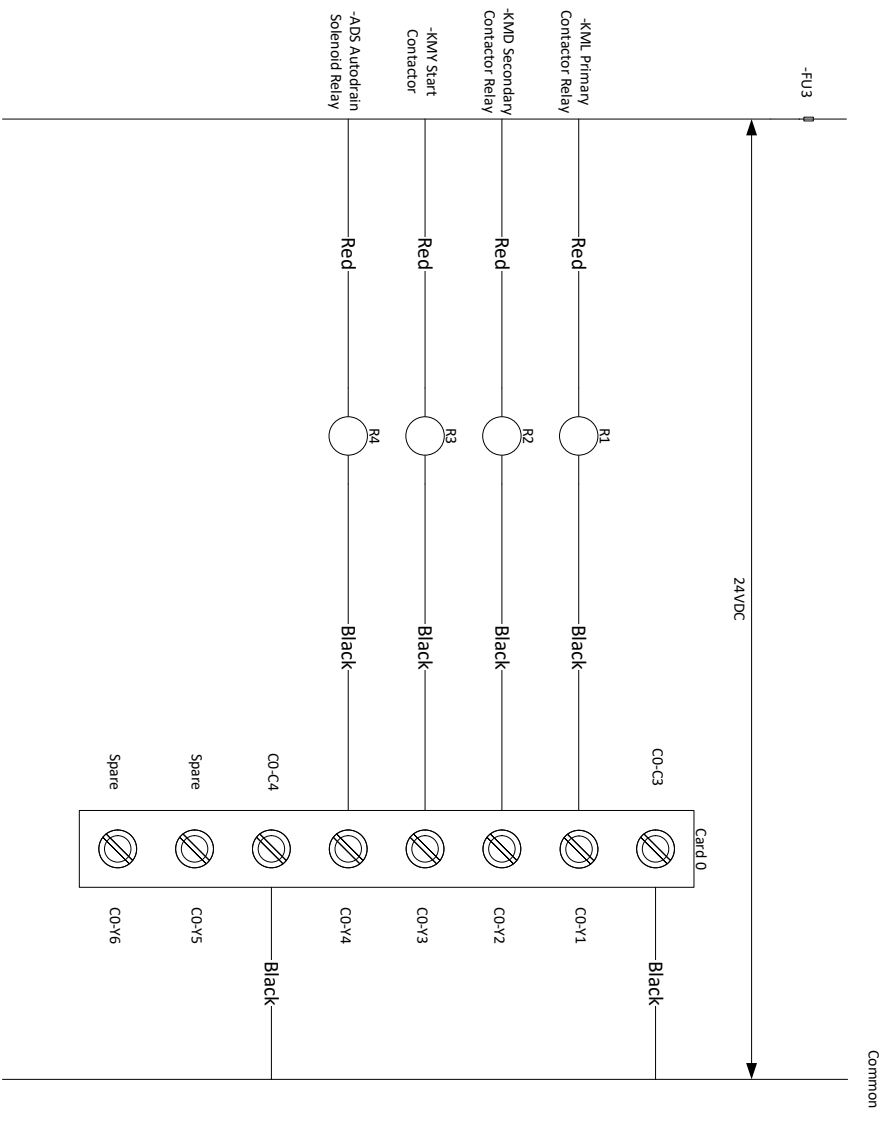 -FU3
Common
24VDC
Card 0
C0-C3
Black
-KML Primary
Contactor Relay
Red
R1
Black
C0-Y1
-KMD Secondary
Contactor Relay
Red
R2
Black
C0-Y2
-KMY Start
Contactor
Red
R3
Black
C0-Y3
-ADS Autodrain
Solenoid Relay
Red
R4
Black
C0-Y4
C0-C4
Black
Spare
C0-Y5
Spare
C0-Y6